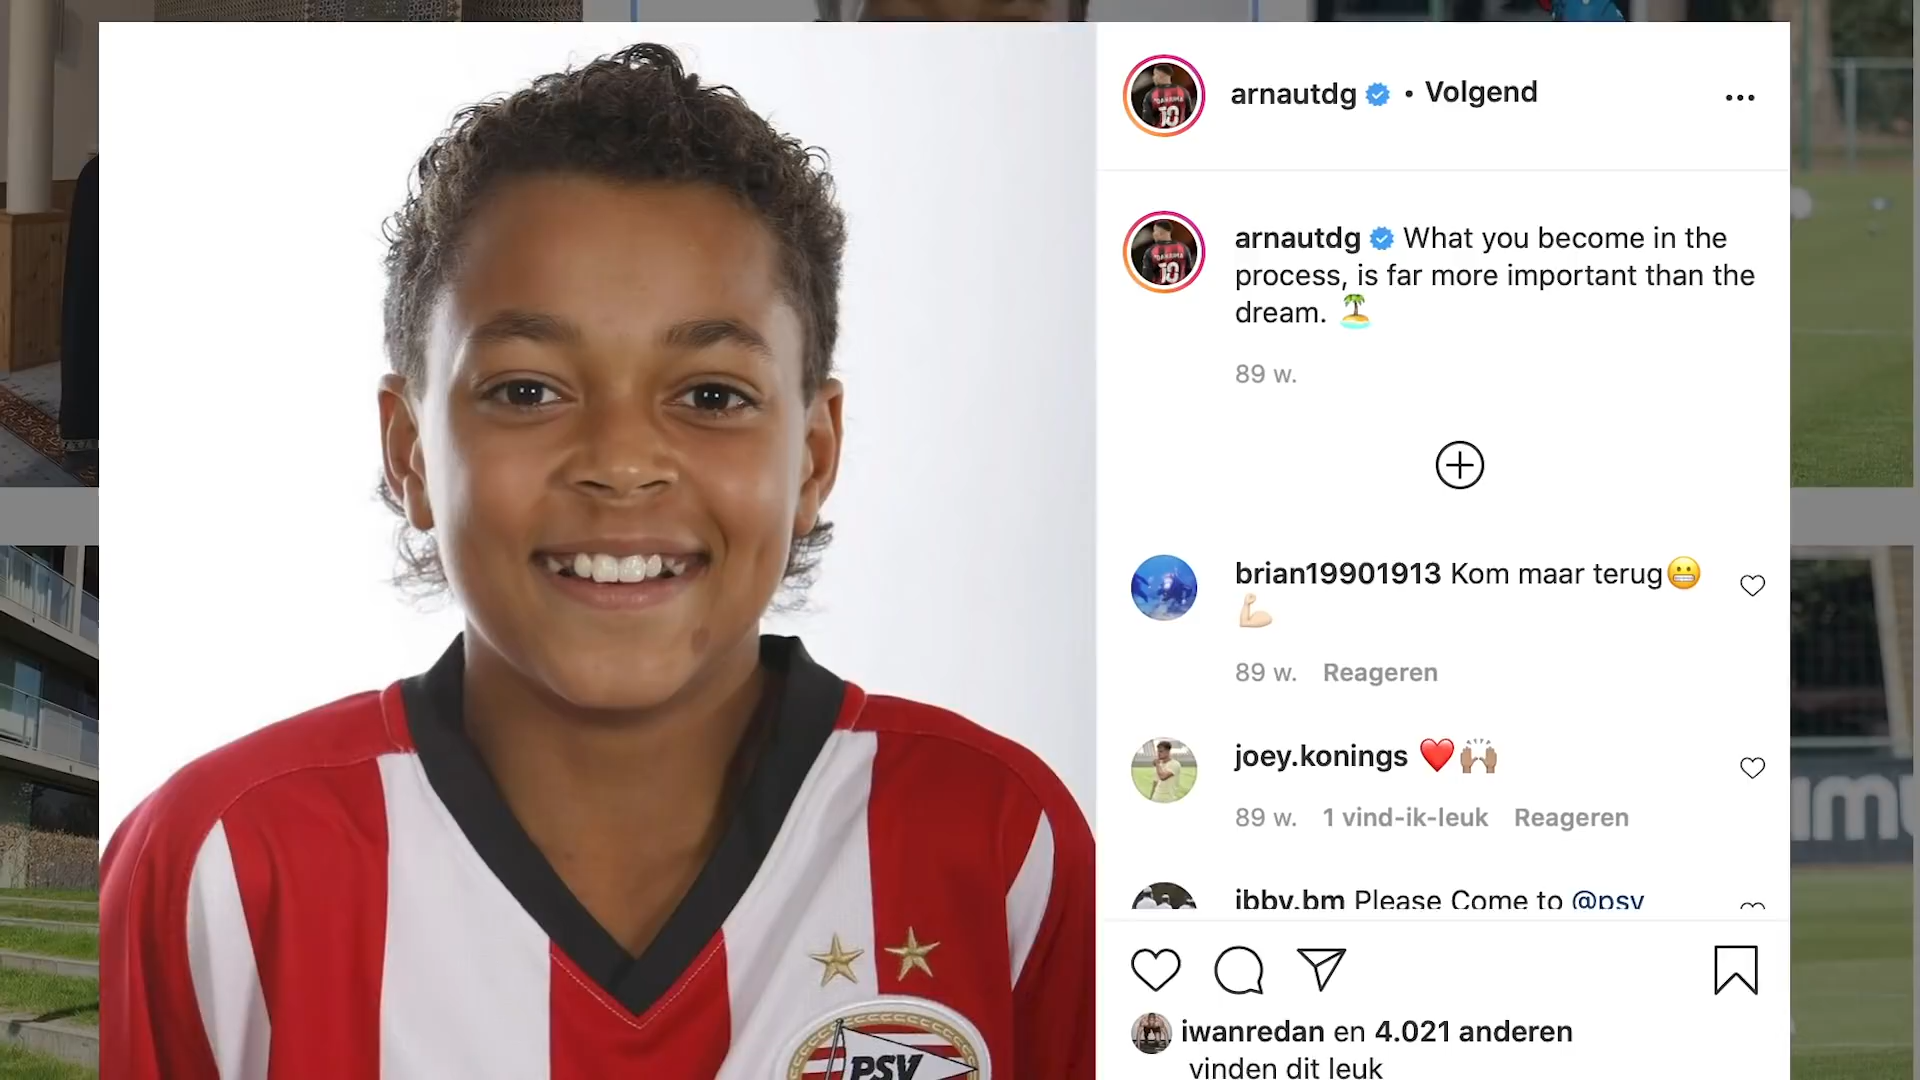 arnautdg • Volgend
arnautdg What you become in the
process, is far more important than the
dream. 🏝️
89 w.
brian19901913 Kom maar terug😬
💪🏻
89 w. Reageren
joey.konings ❤️🙌🏽
89 w. 1 vind-ik-leuk Reageren
ibby.bm Please Come to @psv
iwanredan en 4.021 anderen
vinden dit leuk
PSV
10
10